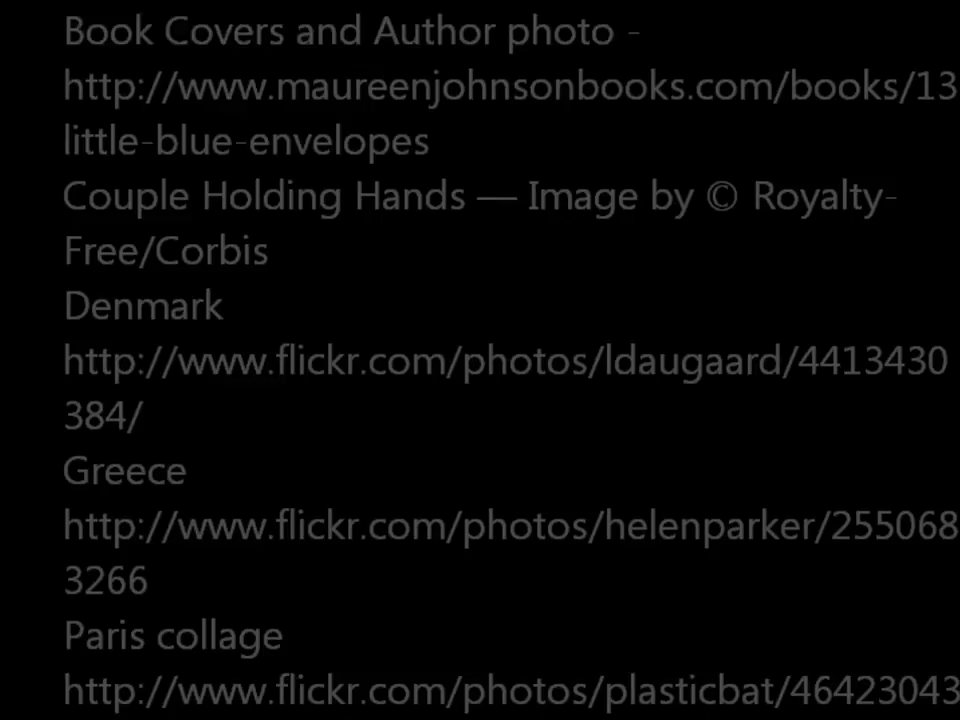 Book Covers and Author photo -
http://www.maureenjohnsonbooks.com/books/13
little-blue-envelopes
Couple Holding Hands — Image by © Royalty-
Free/Corbis
Denmark
http://www.flickr.com/photos/ldaugaard/4413430
384/
Greece
http://www.flickr.com/photos/helenparker/255068
3266
Paris collage
http://www.flickr.com/photos/plasticbat/46423043